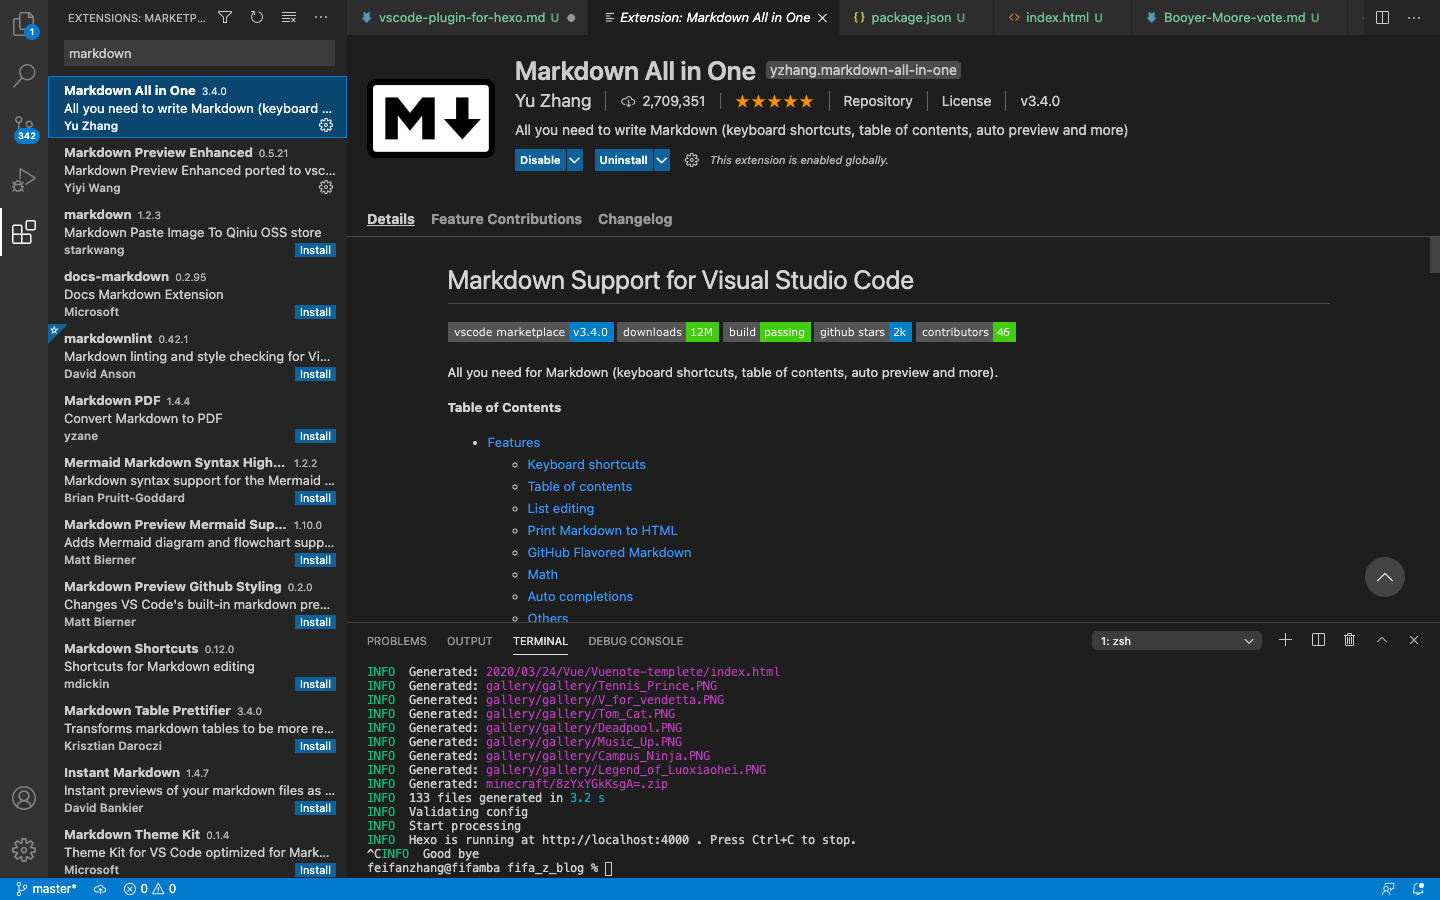 EXTENSIONS: MARKETP...
markdown
1
342
Markdown All in One 3.4.0
All you need to write Markdown (keyboard ...
Yu Zhang
Markdown Preview Enhanced 0.5.21
Markdown Preview Enhanced ported to vsc...
Yiyi Wang
markdown 1.2.3
Markdown Paste Image To Qiniu OSS store
starkwang Install
docs-markdown 0.2.95
Docs Markdown Extension
Microsoft Install
markdownlint 0.42.1
Markdown linting and style checking for Vi...
David Anson Install
Markdown PDF 1.4.4
Convert Markdown to PDF
yzane Install
Mermaid Markdown Syntax High... 1.2.2
Markdown syntax support for the Mermaid ...
Brian Pruitt-Goddard Install
Markdown Preview Mermaid Sup... 1.10.0
Adds Mermaid diagram and flowchart supp...
Matt Bierner Install
Markdown Preview Github Styling 0.2.0
Changes VS Code's built-in markdown pre...
Matt Bierner Install
Markdown Shortcuts 0.12.0
Shortcuts for Markdown editing
mdickin Install
Markdown Table Prettifier 3.4.0
Transforms markdown tables to be more re...
Krisztian Daroczi Install
Instant Markdown 1.4.7
Instant previews of your markdown files as ...
David Bankier Install
Markdown Theme Kit 0.1.4
Theme Kit for VS Code optimized for Mark...
Microsoft Install
vscode-plugin-for-hexo.md U
Extension: Markdown All in One
{} package.json U
<> index.html U
Booyer-Moore-vote.md U
M
Markdown All in One yzhang.markdown-all-in-one
Yu Zhang 2,709,351 ★★★★★ Repository License v3.4.0
All you need to write Markdown (keyboard shortcuts, table of contents, auto preview and more)
Disable Uninstall This extension is enabled globally.
Details Feature Contributions Changelog
Markdown Support for Visual Studio Code
vscode marketplace v3.4.0 downloads 12M build passing github stars 2k contributors 46
All you need for Markdown (keyboard shortcuts, table of contents, auto preview and more).
Table of Contents
• Features
◦ Keyboard shortcuts
◦ Table of contents
◦ List editing
◦ Print Markdown to HTML
◦ GitHub Flavored Markdown
◦ Math
◦ Auto completions
◦ Others
PROBLEMS OUTPUT TERMINAL DEBUG CONSOLE 1: zsh
INFO Generated: 2020/03/24/Vue/Vuenote-templete/index.html
INFO Generated: gallery/gallery/Tennis_Prince.PNG
INFO Generated: gallery/gallery/V_for_vendetta.PNG
INFO Generated: gallery/gallery/Tom_Cat.PNG
INFO Generated: gallery/gallery/Deadpool.PNG
INFO Generated: gallery/gallery/Music_Up.PNG
INFO Generated: gallery/gallery/Campus_Ninja.PNG
INFO Generated: gallery/gallery/Legend_of_Luoxiaohei.PNG
INFO Generated: minecraft/8zYxYGkKsgA=.zip
INFO 133 files generated in 3.2 s
INFO Validating config
INFO Start processing
INFO Hexo is running at http://localhost:4000 . Press Ctrl+C to stop.
^CINFO Good bye
feifanzhang@fifamba fifa_z_blog %
master* 0 0